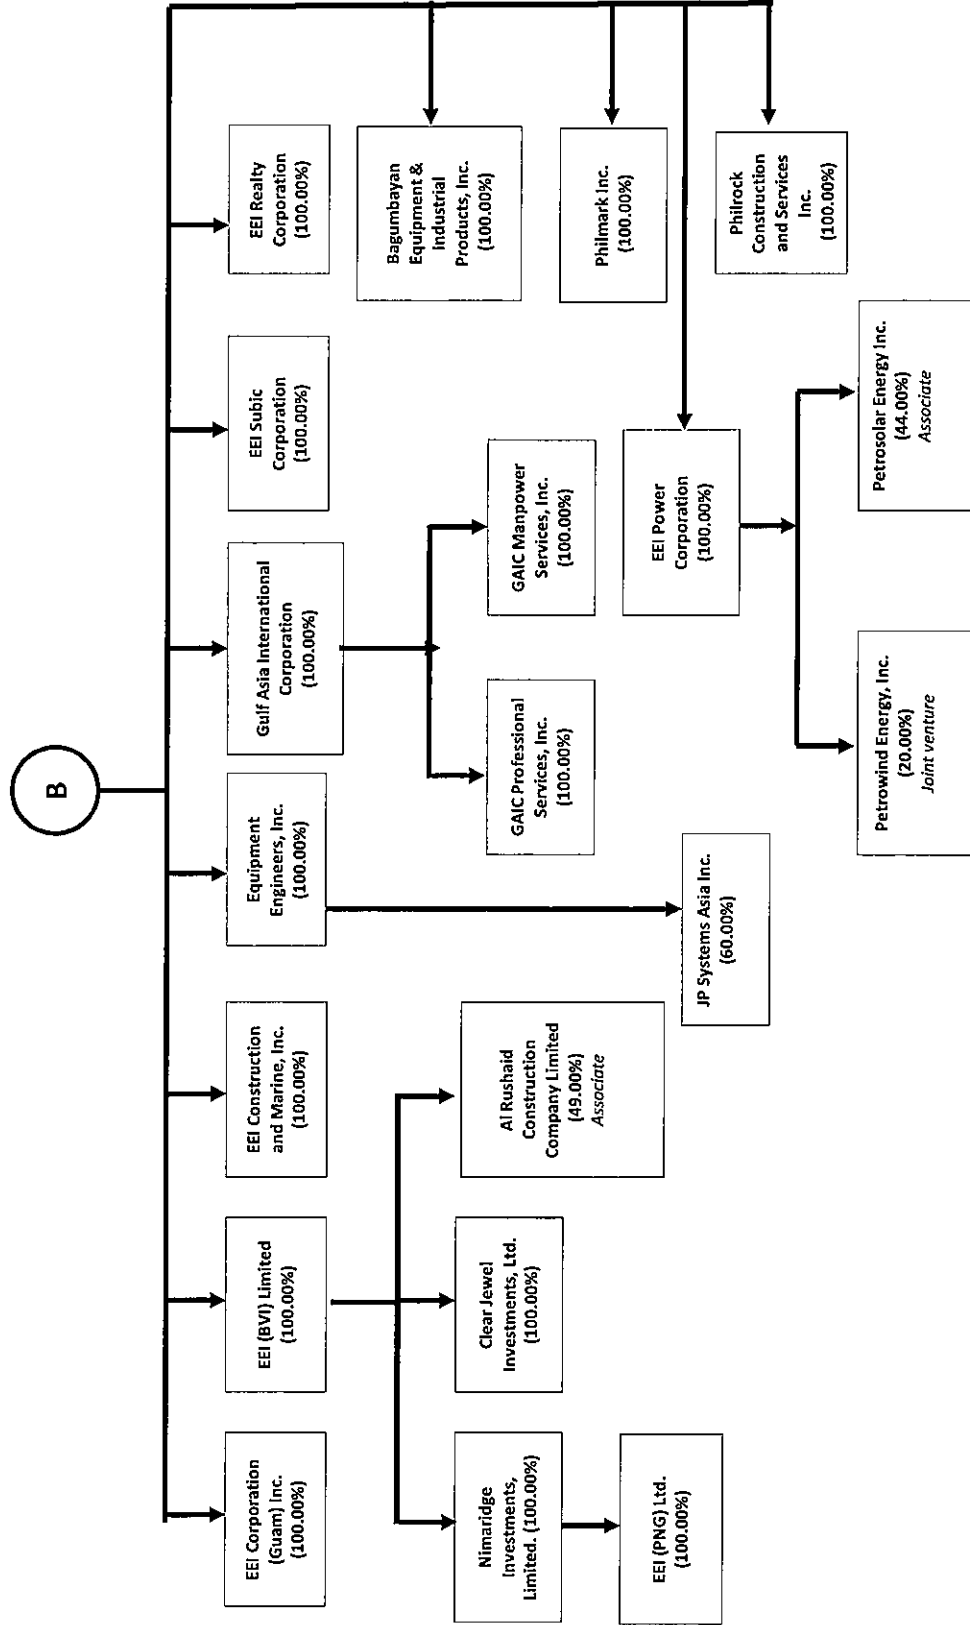 B
EEI Corporation
(Guam) Inc.
(100.00%)
EEI (BVI) Limited
(100.00%)
EEI Construction
and Marine, Inc.
(100.00%)
Equipment
Engineers, Inc.
(100.00%)
Gulf Asia International
Corporation
(100.00%)
EEI Subic
Corporation
(100.00%)
EEI Realty
Corporation
(100.00%)
Bagumbayan
Equipment &
Industrial
Products, Inc.
(100.00%)
Nimaridge
Investments,
Limited. (100.00%)
Clear Jewel
Investments, Ltd.
(100.00%)
Al Rushaid
Construction
Company Limited
(49.00%)
Associate
GAIC Professional
Services, Inc.
(100.00%)
GAIC Manpower
Services, Inc.
(100.00%)
Philmark Inc.
(100.00%)
EEI (PNG) Ltd.
(100.00%)
JP Systems Asia Inc.
(60.00%)
EEI Power
Corporation
(100.00%)
Philrock
Construction
and Services
Inc.
(100.00%)
Petrowind Energy, Inc.
(20.00%)
Joint venture
Petrosolar Energy Inc.
(44.00%)
Associate